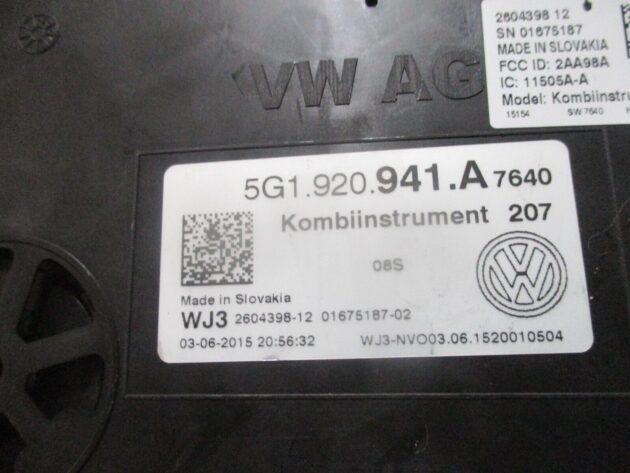 VW AG
2604398 12
SN 01675187
MADE IN SLOVAKIA
FCC ID: 2AA98A
IC: 11505A-A
Model: Kombiinstru
15154 SW 7640 H
5G1.920.941.A 7640
Kombiinstrument 207
08S
Made in Slovakia
WJ3 2604398-12 01675187-02
03-06-2015 20:56:32 WJ3-NVO03.06.1520010504